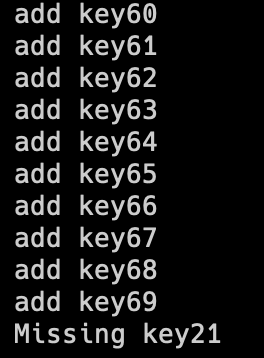 add key60
add key61
add key62
add key63
add key64
add key65
add key66
add key67
add key68
add key69
Missing key21